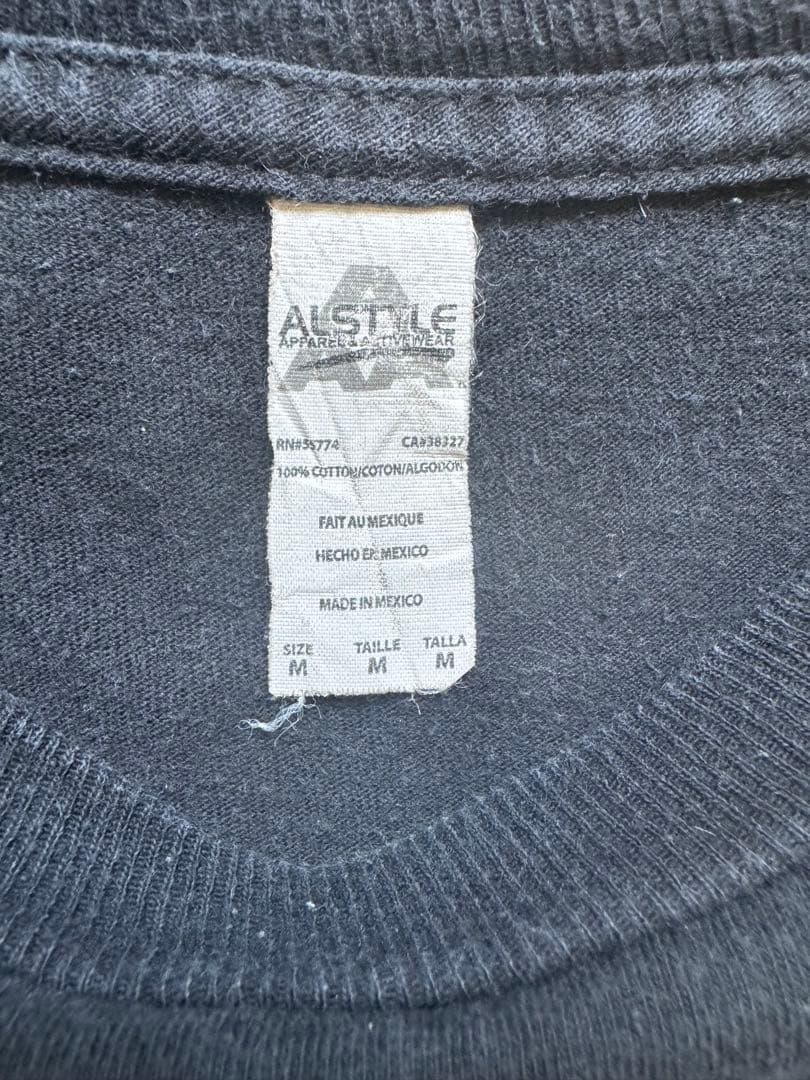 ALSTYLE
APPAREL & ACTIVEWEAR
RN#55774 CA#38327
100% COTTON/COTON/ALGODON
FAIT AU MEXIQUE
HECHO EN MEXICO
MADE IN MEXICO
SIZE TAILLE TALLA
M M M